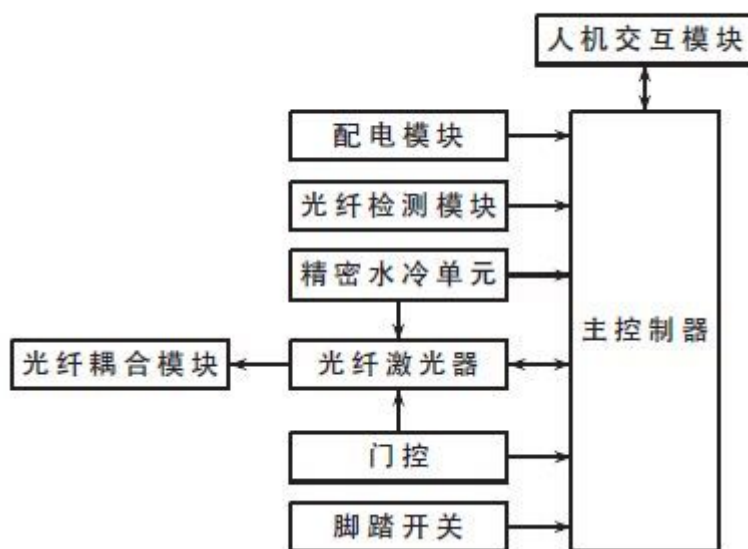 人机交互模块
配电模块
光纤检测模块
精密水冷单元
主控制器
光纤耦合模块
光纤激光器
门控
脚踏开关